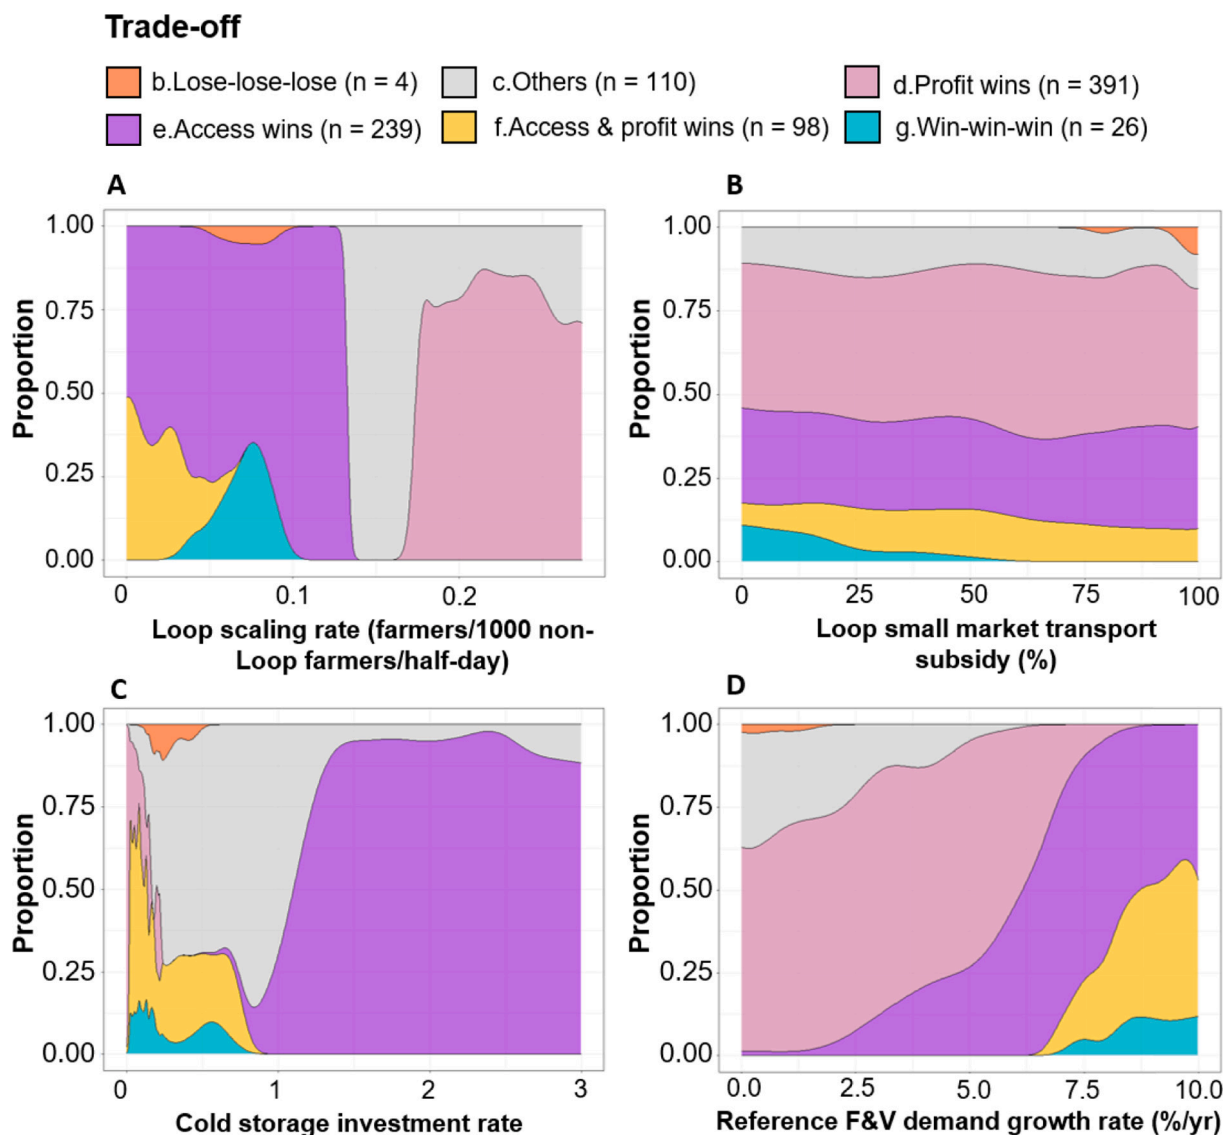 Trade-off
b.Lose-lose-lose (n = 4) c.Others (n = 110) d.Profit wins (n = 391)
e.Access wins (n = 239) f.Access & profit wins (n = 98) g.Win-win-win (n = 26)
A
1.00
0.75
0.50
0.25
0.00
Proportion
0 0.1 0.2
Loop scaling rate (farmers/1000 non-
Loop farmers/half-day)
B
1.00
0.75
0.50
0.25
0.00
Proportion
0 25 50 75 100
Loop small market transport
subsidy (%)
C
1.00
0.75
0.50
0.25
0.00
Proportion
0 1 2 3
Cold storage investment rate
D
1.00
0.75
0.50
0.25
0.00
Proportion
0.0 2.5 5.0 7.5 10.0
Reference F&V demand growth rate (%/yr)